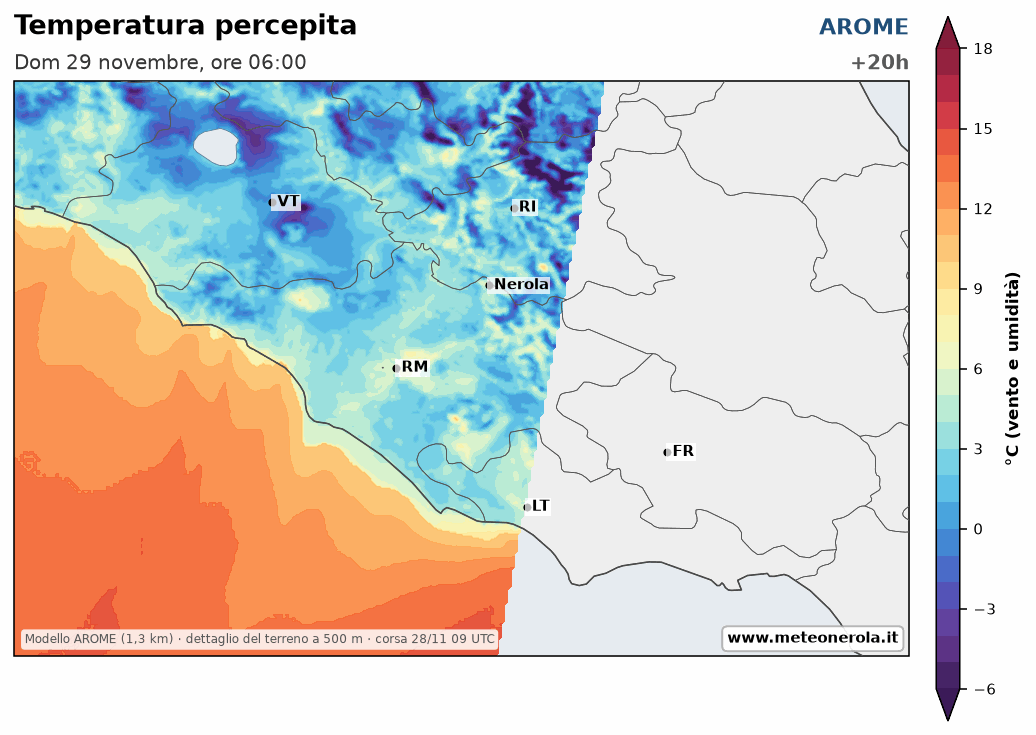 Temperatura percepita
AROME
Dom 29 novembre, ore 06:00
+20h
VT
RI
Nerola
RM
FR
LT
Modello AROME (1,3 km) · dettaglio del terreno a 500 m · corsa 28/11 09 UTC
www.meteonerola.it
18
15
12
9
6
3
0
−3
−6
°C (vento e umidità)